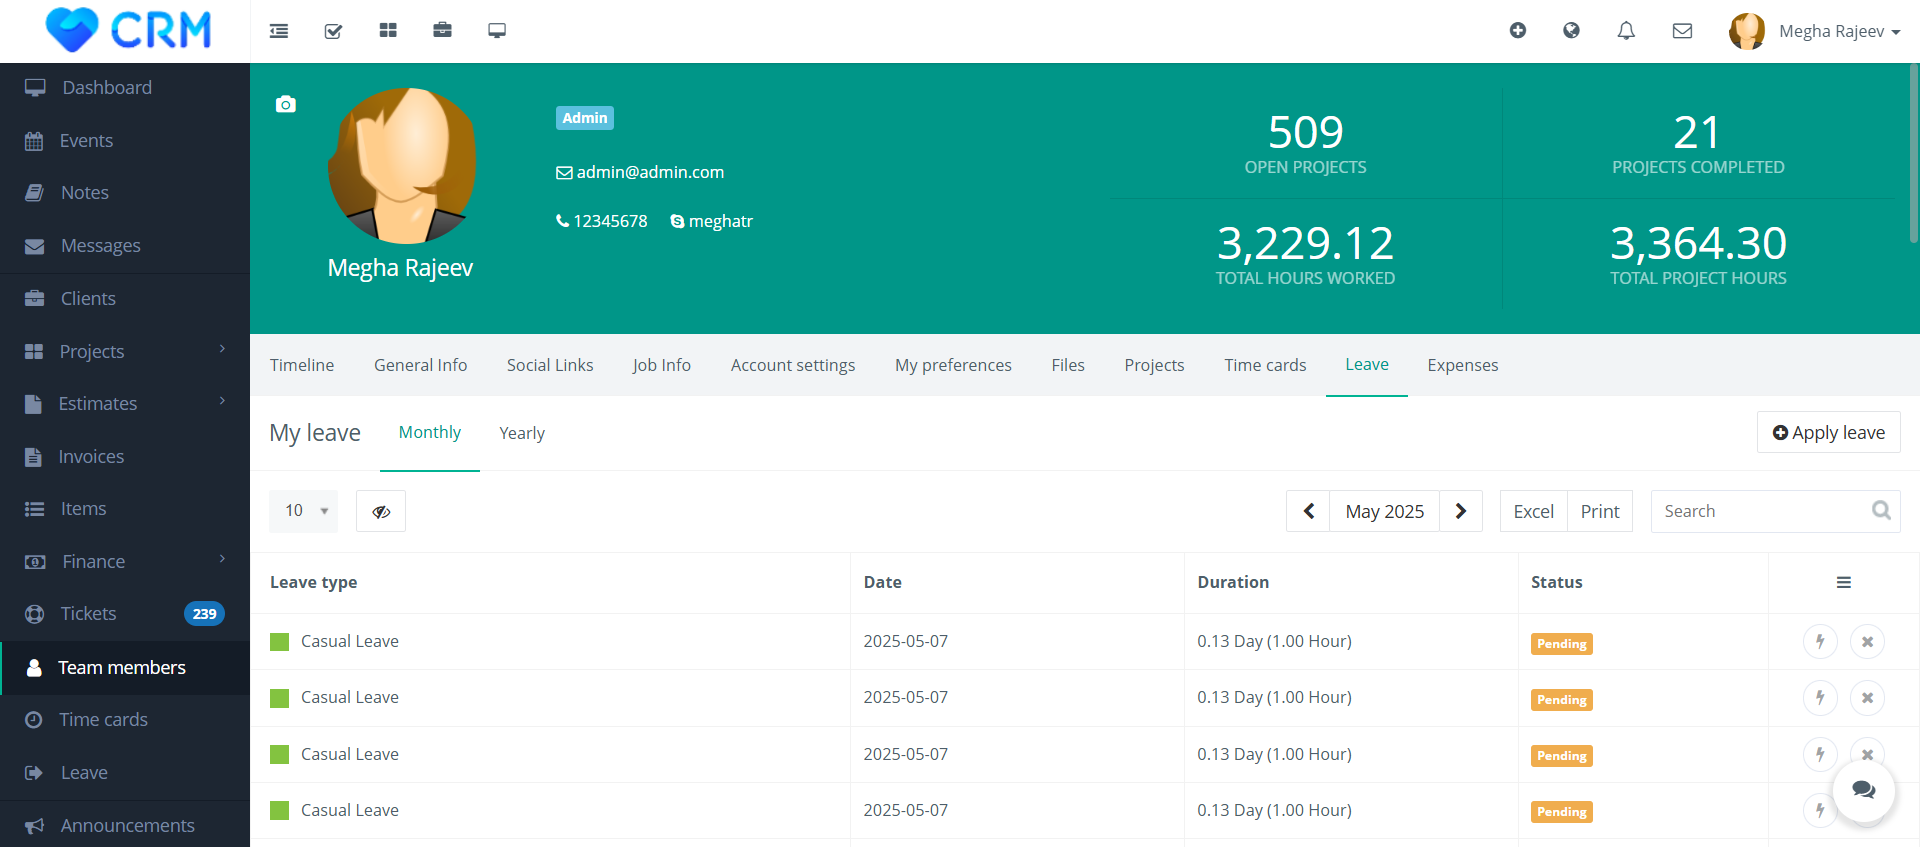 CRM
Megha Rajeev
Dashboard
Events
Notes
Messages
Clients
Projects
Estimates
Invoices
Items
Finance
Tickets 239
Team members
Time cards
Leave
Announcements
Admin
admin@admin.com
12345678 meghatr
Megha Rajeev
509
OPEN PROJECTS
21
PROJECTS COMPLETED
3,229.12
TOTAL HOURS WORKED
3,364.30
TOTAL PROJECT HOURS
Timeline General Info Social Links Job Info Account settings My preferences Files Projects Time cards Leave Expenses
My leave Monthly Yearly Apply leave
10 May 2025 Excel Print Search
Leave type Date Duration Status
Casual Leave 2025-05-07 0.13 Day (1.00 Hour) Pending
Casual Leave 2025-05-07 0.13 Day (1.00 Hour) Pending
Casual Leave 2025-05-07 0.13 Day (1.00 Hour) Pending
Casual Leave 2025-05-07 0.13 Day (1.00 Hour) Pending